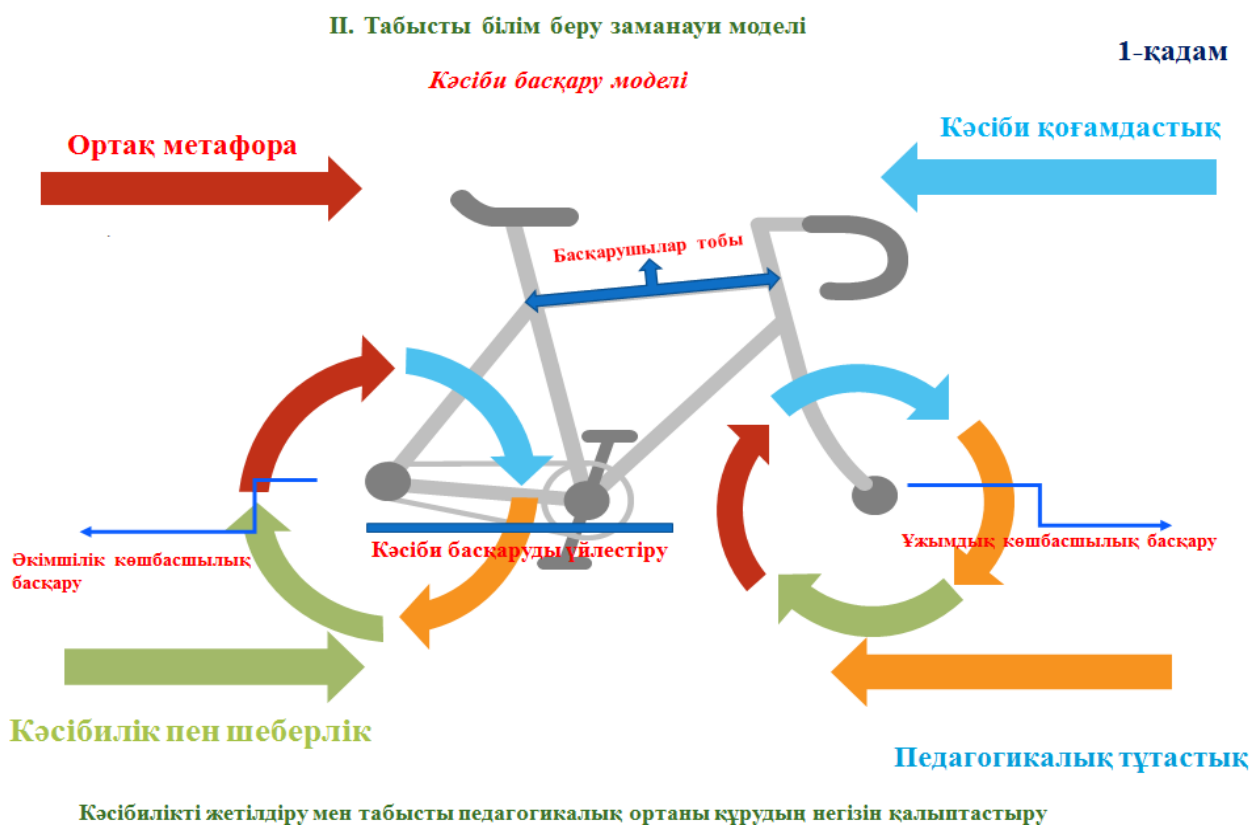 II. Табысты білім беру заманауи моделі
1-қадам
Кәсіби басқару моделі
Ортақ метафора
Кәсіби қоғамдастық
Басқарушылар тобы
Кәсіби басқаруды үйлестіру
Әкімшілік көшбасшылық
басқару
Ұжымдық көшбасшылық басқару
Кәсібилік пен шеберлік
Педагогикалық тұтастық
Кәсібилікті жетілдіру мен табысты педагогикалық ортаны құрудың негізін қалыптастыру